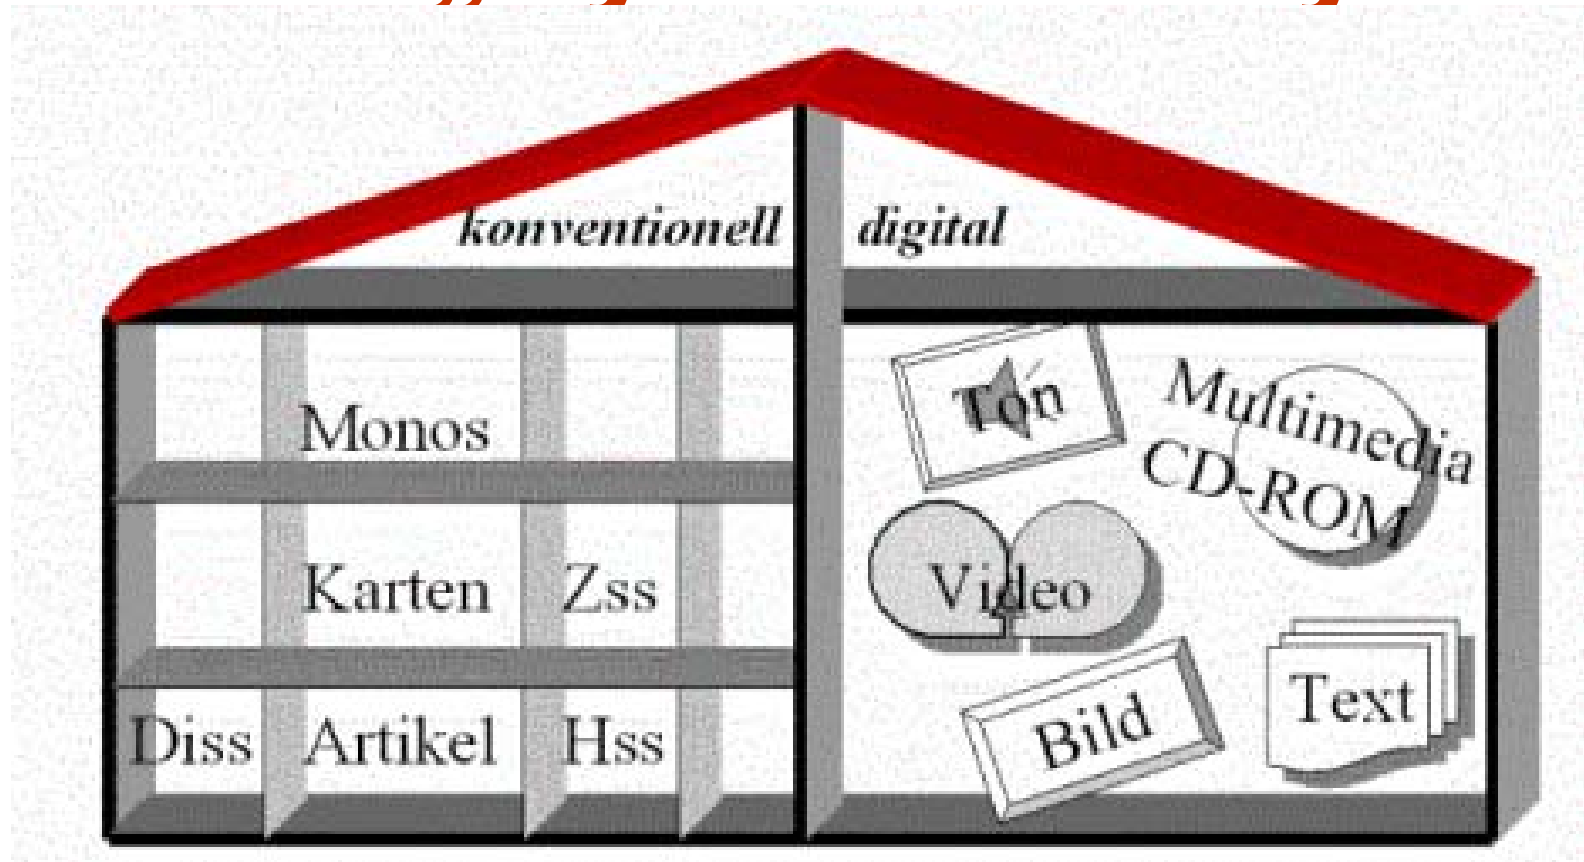 konventionell digital
Monos
Karten Zss
Diss Artikel Hss
Ton
Multimedia
CD-ROM
Video
Bild
Text